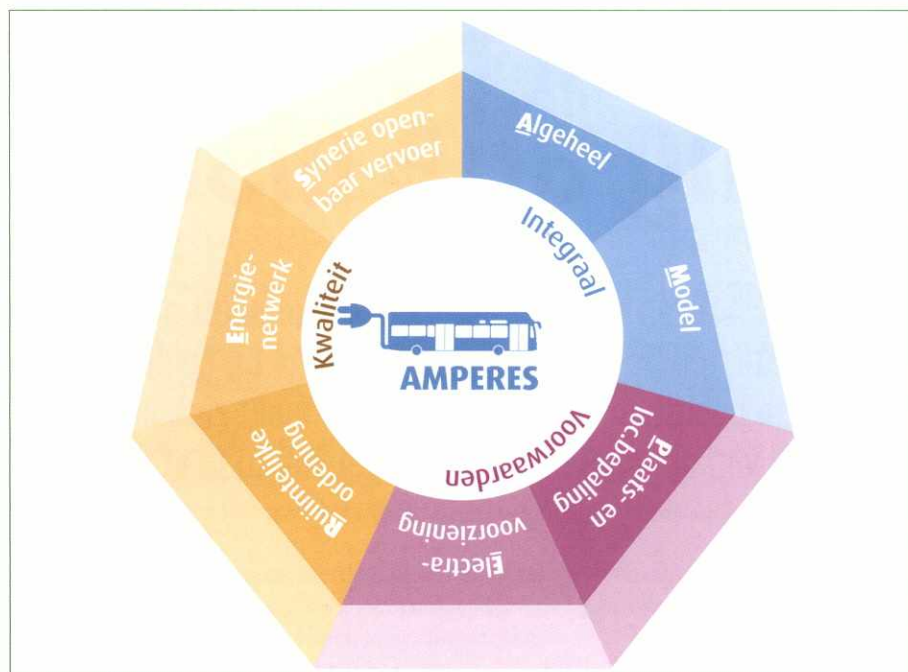 Algeheel
Model
Plaats- en
loc.bepaling
Electra-
voorziening
Ruiimtelijke
ordening
Energie-
netwerk
Synerie open-
baar vervoer
Integraal
Voorwaarden
Kwaliteit
AMPERES